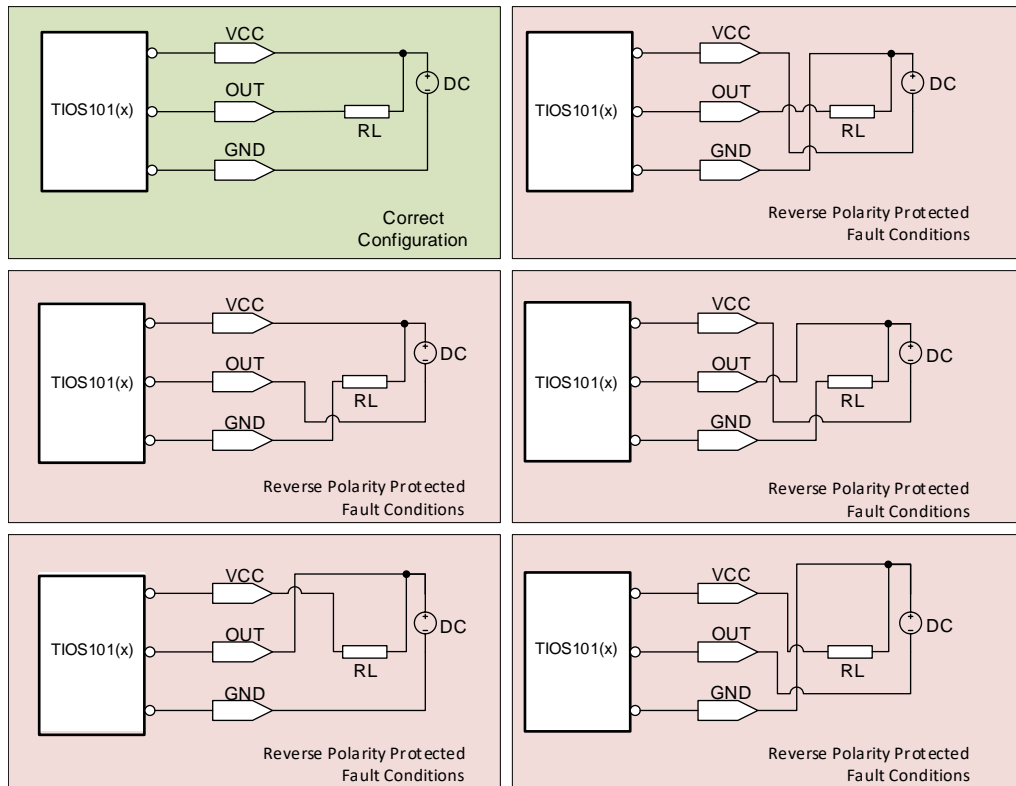 VCC
OUT
TIOS101(x)
RL
GND
+
−
DC
Correct
Configuration
VCC
OUT
TIOS101(x)
RL
GND
+
−
DC
Reverse Polarity Protected
Fault Conditions
VCC
OUT
TIOS101(x)
RL
GND
+
−
DC
Reverse Polarity Protected
Fault Conditions
VCC
OUT
TIOS101(x)
RL
GND
+
−
DC
Reverse Polarity Protected
Fault Conditions
VCC
OUT
TIOS101(x)
RL
GND
+
−
DC
Reverse Polarity Protected
Fault Conditions
VCC
OUT
TIOS101(x)
RL
GND
+
−
DC
Reverse Polarity Protected
Fault Conditions